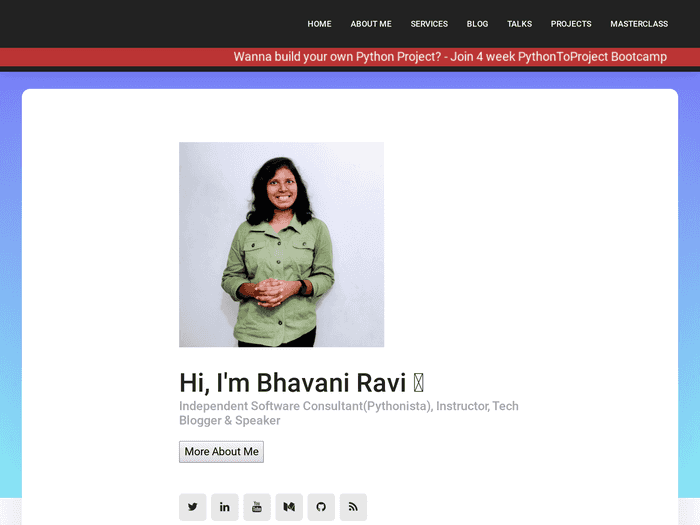 HOME ABOUT ME SERVICES BLOG TALKS PROJECTS MASTERCLASS
Wanna build your own Python Project? - Join 4 week PythonToProject Bootcamp
Hi, I'm Bhavani Ravi
Independent Software Consultant(Pythonista), Instructor, Tech
Blogger & Speaker
More About Me